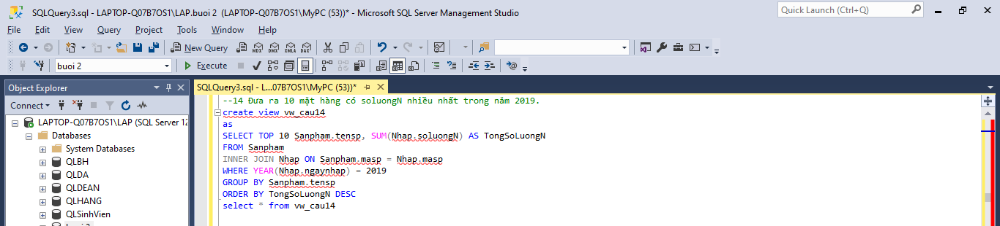 SQLQuery3.sql - LAPTOP-Q07B7OS1\LAP.buoi 2 (LAPTOP-Q07B7OS1\MyPC (53))* - Microsoft SQL Server Management Studio
Quick Launch (Ctrl+Q)
File Edit View Query Project Tools Window Help
New Query MDX DMX XMLA DAX
buoi 2 Execute
Object Explorer
SQLQuery3.sql - L...07B7OS1\MyPC (53))*
Connect
LAPTOP-Q07B7OS1\LAP (SQL Server 12
Databases
System Databases
QLBH
QLDA
QLDEAN
QLHANG
QLSinhVien
--14 Đưa ra 10 mặt hàng có soluongN nhiều nhất trong năm 2019.
create view vw_cau14
as
SELECT TOP 10 Sanpham.tensp, SUM(Nhap.soluongN) AS TongSoLuongN
FROM Sanpham
INNER JOIN Nhap ON Sanpham.masp = Nhap.masp
WHERE YEAR(Nhap.ngaynhap) = 2019
GROUP BY Sanpham.tensp
ORDER BY TongSoLuongN DESC
select * from vw_cau14